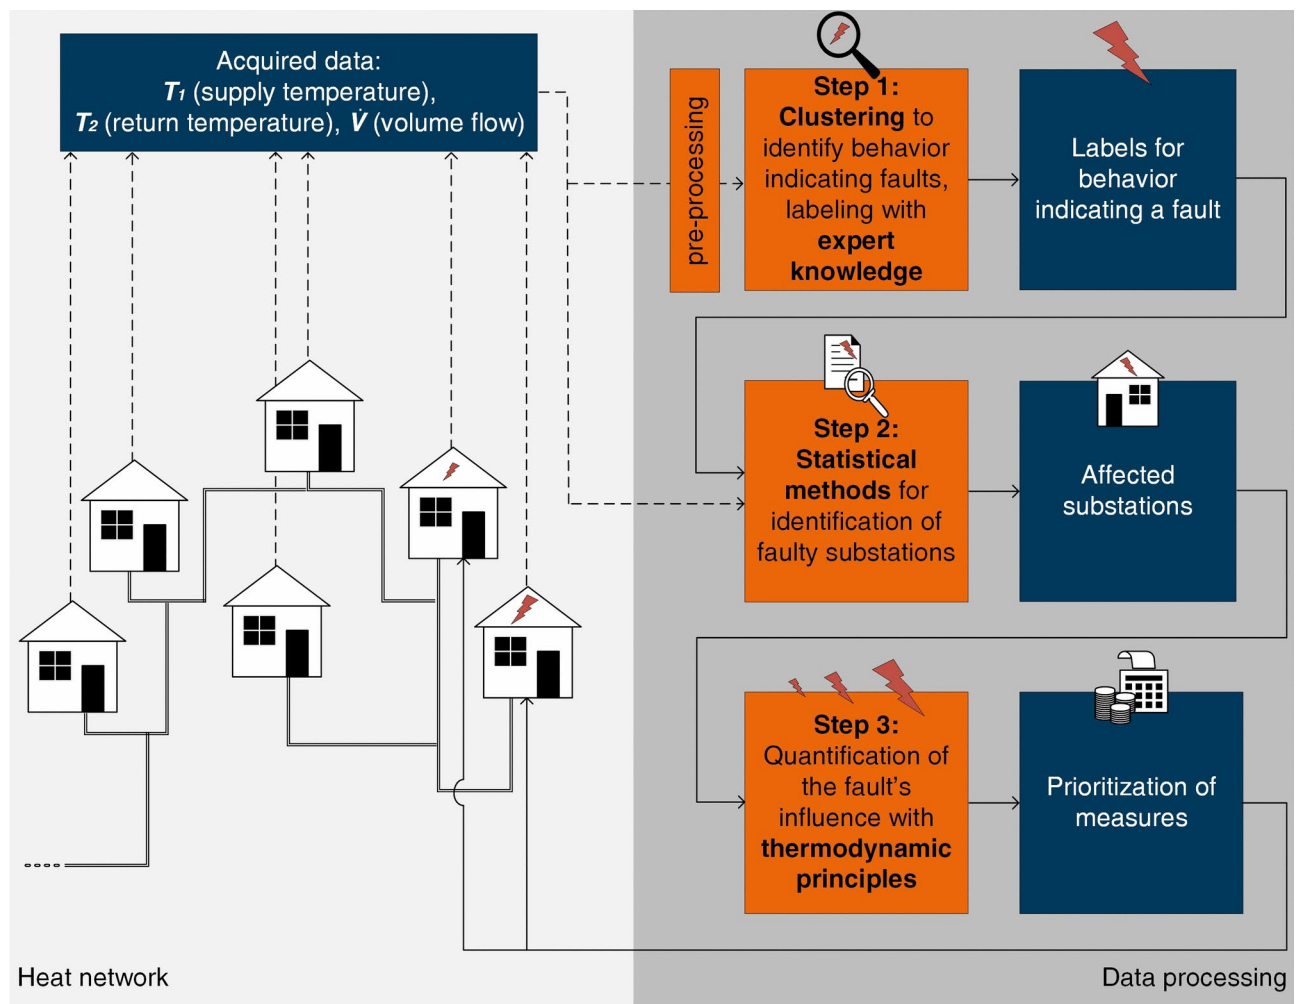 Acquired data:
T₁ (supply temperature),
T₂ (return temperature), V̇ (volume flow)
pre-processing
Step 1:
Clustering to
identify behavior
indicating faults,
labeling with
expert
knowledge
Labels for
behavior
indicating a fault
Step 2:
Statistical
methods for
identification of
faulty substations
Affected
substations
Step 3:
Quantification of
the fault's
influence with
thermodynamic
principles
Prioritization of
measures
Heat network
Data processing